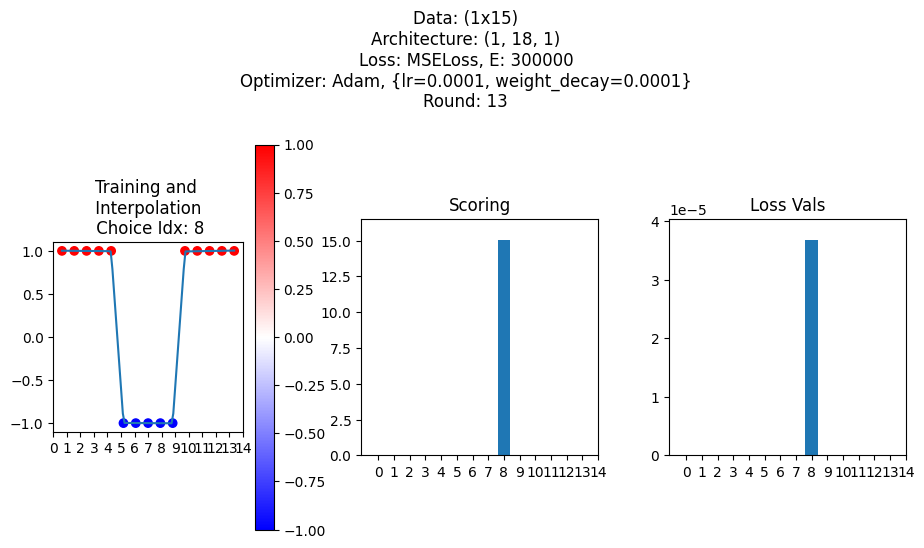 Data: (1x15)
Architecture: (1, 18, 1)
Loss: MSELoss, E: 300000
Optimizer: Adam, {lr=0.0001, weight_decay=0.0001}
Round: 13
Training and
Interpolation
Choice Idx: 8
1.0
0.5
0.0
−0.5
−1.0
0 1 2 3 4 5 6 7 8 9 10 11 12 13 14
1.00
0.75
0.50
0.25
0.00
−0.25
−0.50
−0.75
−1.00
Scoring
15.0
12.5
10.0
7.5
5.0
2.5
0.0
0 1 2 3 4 5 6 7 8 9 10 11 12 13 14
Loss Vals
1e−5
4
3
2
1
0
0 1 2 3 4 5 6 7 8 9 10 11 12 13 14